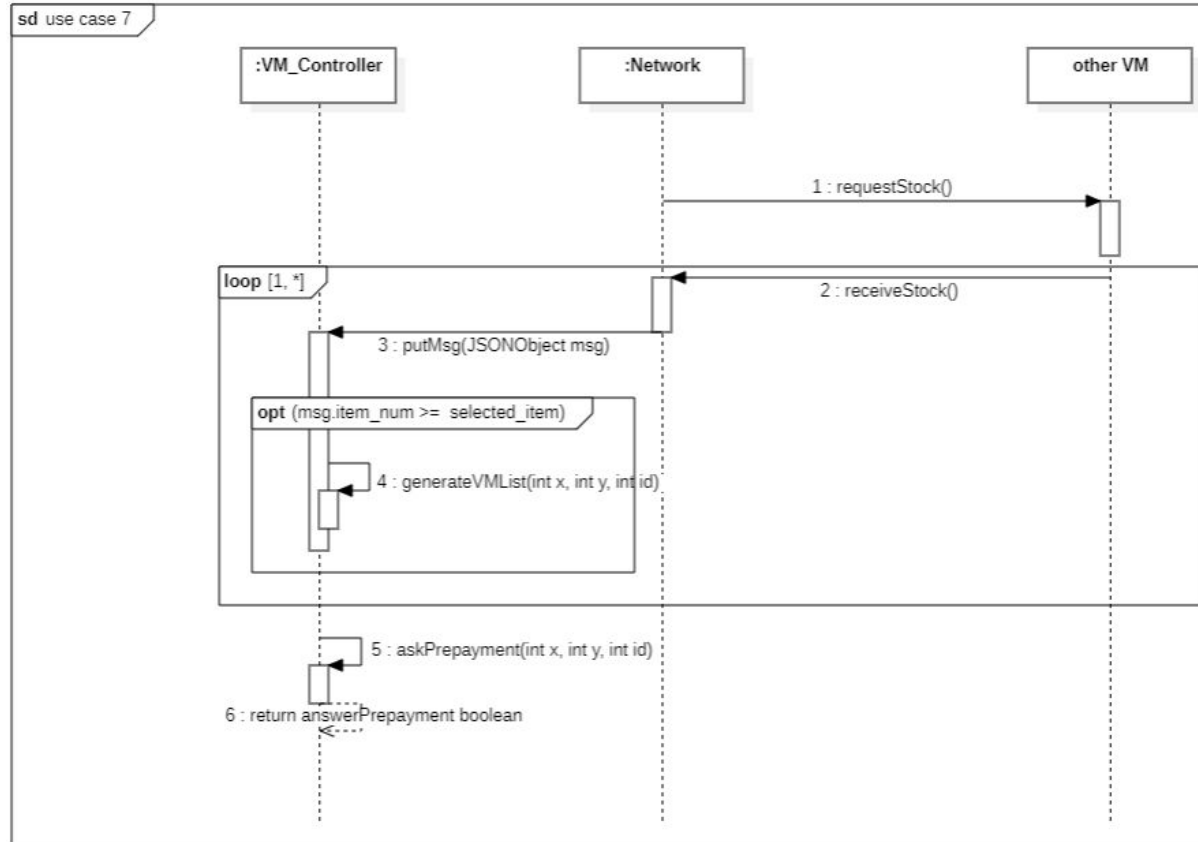 sd use case 7
:VM_Controller
:Network
other VM
1 : requestStock()
loop [1, *]
2 : receiveStock()
3 : putMsg(JSONObject msg)
opt (msg.item_num >= selected_item)
4 : generateVMList(int x, int y, int id)
5 : askPrepayment(int x, int y, int id)
6 : return answerPrepayment boolean